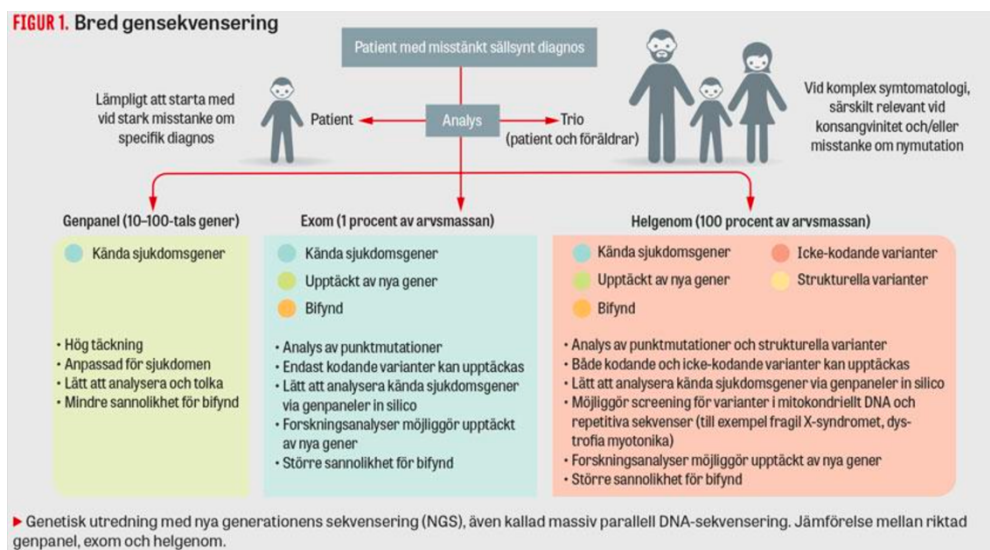 FIGUR 1. Bred gensekvensering
Patient med misstänkt sällsynt diagnos
Lämpligt att starta med
vid stark misstanke om
specifik diagnos
Patient
Analys
Trio
(patient och föräldrar)
Vid komplex symtomatologi,
särskilt relevant vid
konsangvinitet och/eller
misstanke om nymutation
Genpanel (10–100-tals gener)
Kända sjukdomsgener
• Hög täckning
• Anpassad för sjukdomen
• Lätt att analysera och tolka
• Mindre sannolikhet för bifynd
Exom (1 procent av arvsmassan)
Kända sjukdomsgener
Upptäckt av nya gener
Bifynd
• Analys av punktmutationer
• Endast kodande varianter kan upptäckas
• Lätt att analysera kända sjukdomsgener
via genpaneler in silico
• Forskningsanalyser möjliggör upptäckt
av nya gener
• Större sannolikhet för bifynd
Helgenom (100 procent av arvsmassan)
Kända sjukdomsgener
Upptäckt av nya gener
Bifynd
Icke-kodande varianter
Strukturella varianter
• Analys av punktmutationer och strukturella varianter
• Både kodande och icke-kodande varianter kan upptäckas
• Lätt att analysera kända sjukdomsgener via genpaneler in silico
• Möjliggör screening för varianter i mitokondriellt DNA och
repetitiva sekvenser (till exempel fragil X-syndromet, dys-
trofia myotonika)
• Forskningsanalyser möjliggör upptäckt av nya gener
• Större sannolikhet för bifynd
Genetisk utredning med nya generationens sekvensering (NGS), även kallad massiv parallell DNA-sekvensering. Jämförelse mellan riktad
genpanel, exom och helgenom.